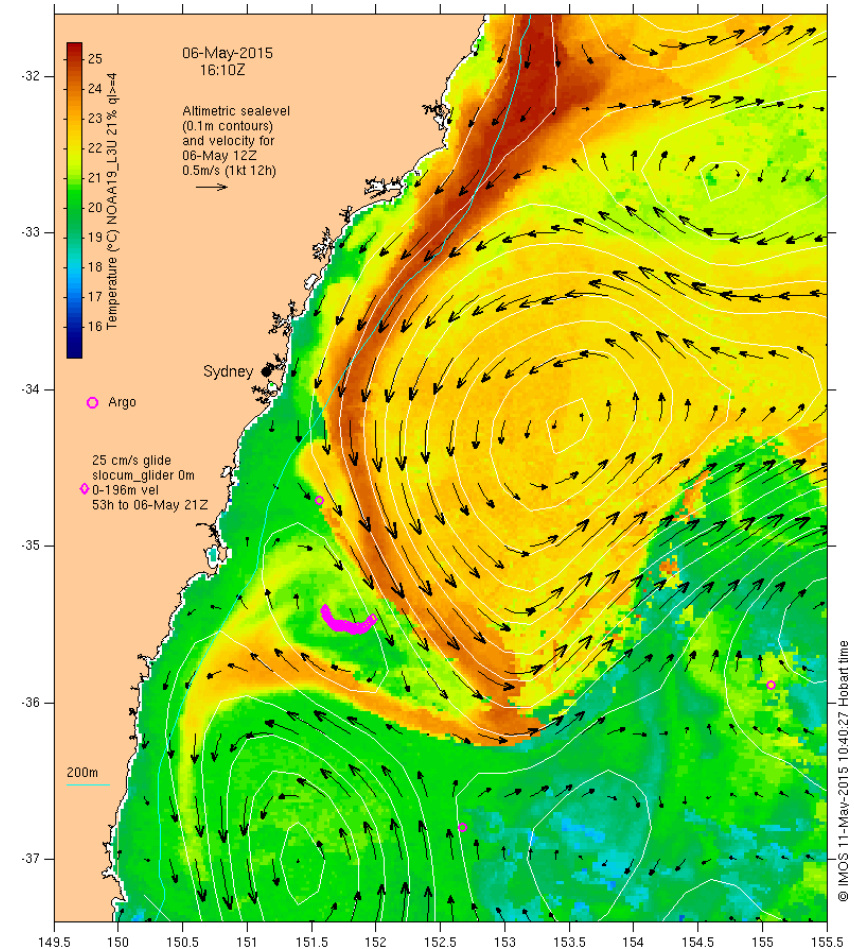 06-May-2015
16:10Z
Altimetric sealevel
(0.1m contours)
and velocity for
06-May 12Z
0.5m/s (1kt 12h)
25
24
23
22
21
20
19
18
17
16
Temperature (°C) NOAA19_L3U 21% ql>=4
Sydney
Argo
25 cm/s glide
slocum_glider 0m
0-196m vel
53h to 06-May 21Z
200m
-32
-33
-34
-35
-36
-37
149.5 150 150.5 151 151.5 152 152.5 153 153.5 154 154.5 155 155.5
© IMOS 11-May-2015 10:40:27 Hobart time